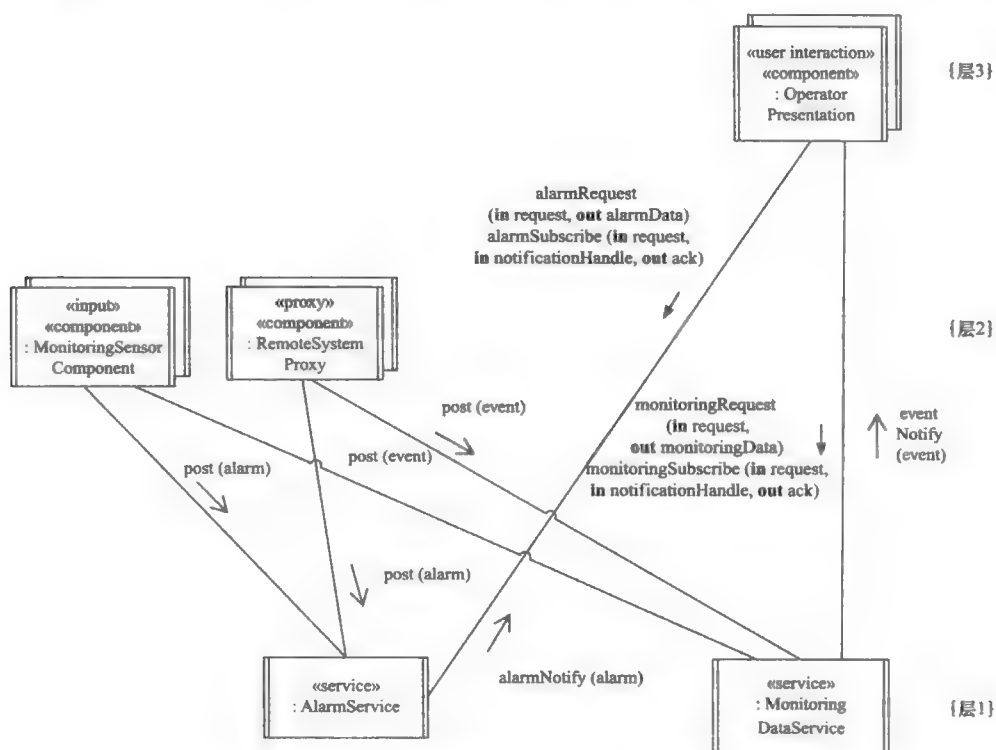 «user interaction»
«component»
: Operator
Presentation
{层3}
alarmRequest
(in request, out alarmData)
alarmSubscribe (in request,
in notificationHandle, out ack)
«input»
«component»
: MonitoringSensor
Component
«proxy»
«component»
: RemoteSystem
Proxy
{层2}
post (event)
monitoringRequest
(in request,
out monitoringData)
monitoringSubscribe (in request,
in notificationHandle, out ack)
event
Notify
(event)
post (alarm)
post (event)
post (alarm)
alarmNotify (alarm)
«service»
: AlarmService
«service»
: Monitoring
DataService
{层1}